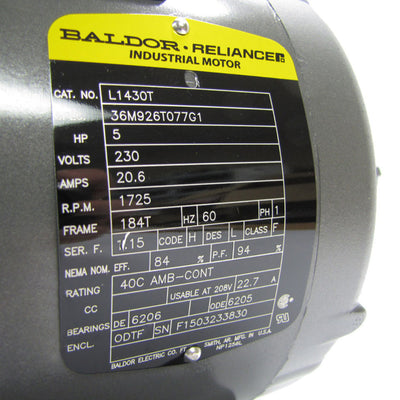 BALDOR • RELIANCE
INDUSTRIAL MOTOR
CAT. NO. L1430T
36M926T077G1
HP 5
VOLTS 230
AMPS 20.6
R.P.M. 1725
FRAME 184T HZ 60 PH 1
SER. F. 1.15 CODE H DES L CLASS F
NEMA NOM. EFF. 84 % P.F. 94 %
RATING 40C AMB-CONT
CC USABLE AT 208V 22.7 A
BEARINGS DE 6206 ODE 6205
ENCL. ODTF SN F1503233830
BALDOR ELECTRIC CO. FT. SMITH, AR. MFG. IN U.S.A.
NP1256L